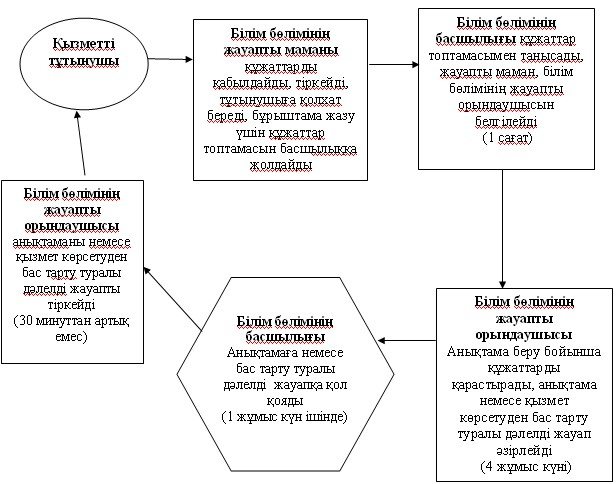 Қызметті
тұтынушы
Білім бөлімінің
жауапты маманы
құжаттарды
қабылдайды, тіркейді,
тұтынушыға қолхат
береді, бұрыштама жазу
үшін құжаттар
топтамасын басшылыққа
жолдайды
Білім бөлімінің
басшылығы құжаттар
топтамасымен танысады,
жауапты маман, білім
бөлімінің жауапты
орындаушысын
белгілейді
(1 сағат)
Білім бөлімінің
жауапты
орындаушысы
Анықтама беру бойынша
құжаттарды
қарастырады, анықтама
немесе қызмет
көрсетуден бас тарту
туралы дәлелді жауап
әзірлейді
(4 жұмыс күні)
Білім бөлімінің
басшылығы
Анықтамаға немесе
бас тарту туралы
дәлелді жауапқа қол
қояды
(1 жұмыс күн ішінде)
Білім бөлімінің
жауапты
орындаушысы
анықтаманы немесе
қызмет көрсетуден
бас тарту туралы
дәлелді жауапты
тіркейді
(30 минуттан артық
емес)